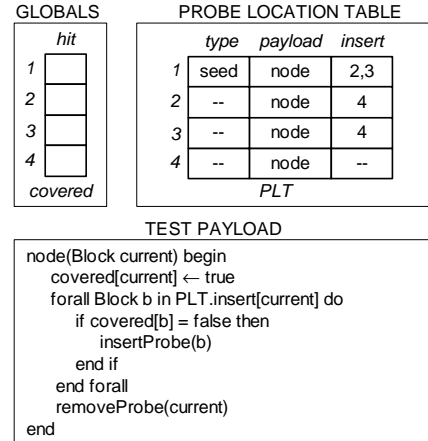 GLOBALS
hit
1
2
3
4
covered
PROBE LOCATION TABLE
type payload insert
1 seed node 2,3
2 -- node 4
3 -- node 4
4 -- node --
PLT
TEST PAYLOAD
node(Block current) begin
covered[current] ← true
forall Block b in PLT.insert[current] do
if covered[b] = false then
insertProbe(b)
end if
end forall
removeProbe(current)
end